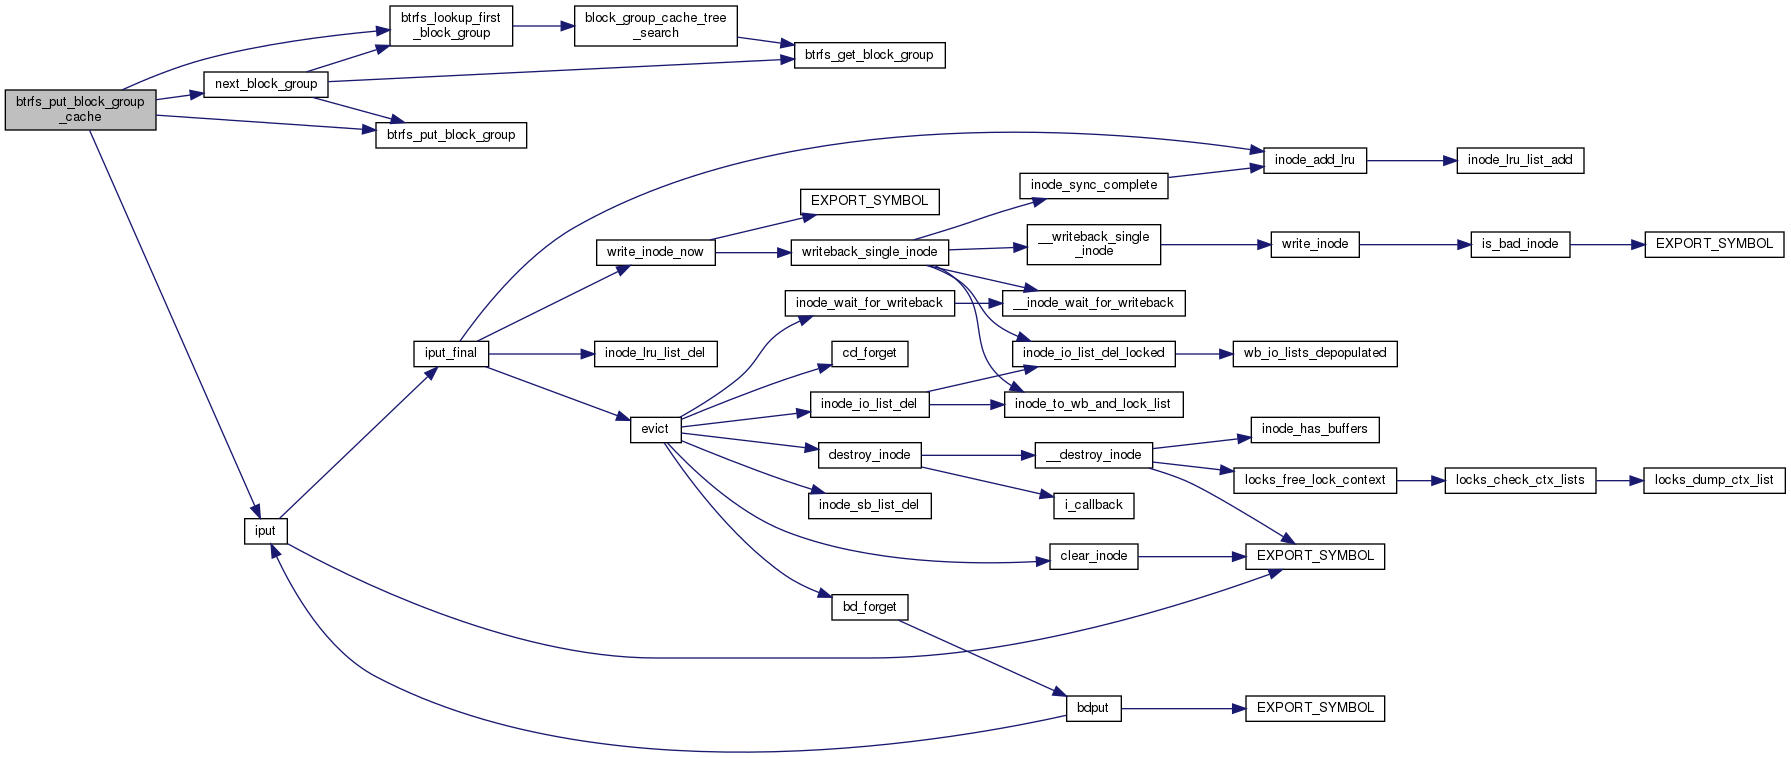 btrfs_lookup_first
_block_group
block_group_cache_tree
_search
btrfs_get_block_group
next_block_group
btrfs_put_block_group
_cache
btrfs_put_block_group
inode_add_lru
inode_lru_list_add
inode_sync_complete
EXPORT_SYMBOL
__writeback_single
_inode
write_inode
is_bad_inode
EXPORT_SYMBOL
write_inode_now
writeback_single_inode
inode_wait_for_writeback
__inode_wait_for_writeback
iput_final
inode_lru_list_del
cd_forget
inode_io_list_del_locked
wb_io_lists_depopulated
inode_io_list_del
inode_to_wb_and_lock_list
evict
inode_has_buffers
destroy_inode
__destroy_inode
locks_free_lock_context
locks_check_ctx_lists
locks_dump_ctx_list
inode_sb_list_del
i_callback
iput
clear_inode
EXPORT_SYMBOL
bd_forget
bdput
EXPORT_SYMBOL